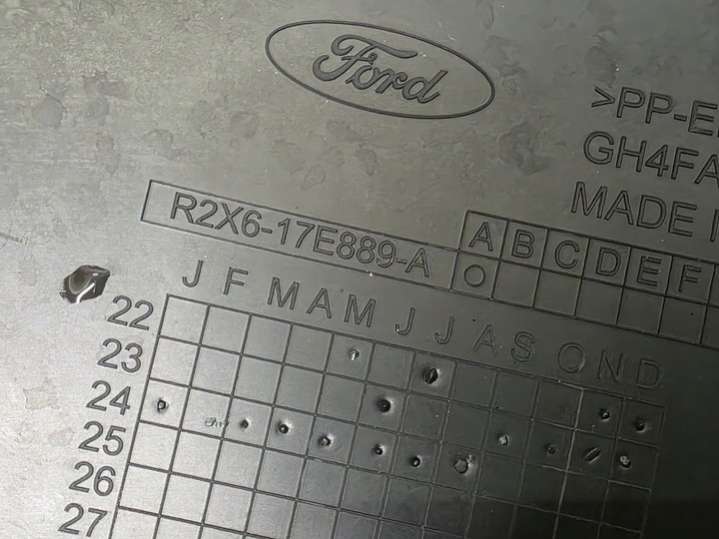 Ford
>PP-E
GH4FA
MADE I
R2X6-17E889-A
A B C D E F
O
J F M A M J J A S O N D
22
23
24
25
26
27